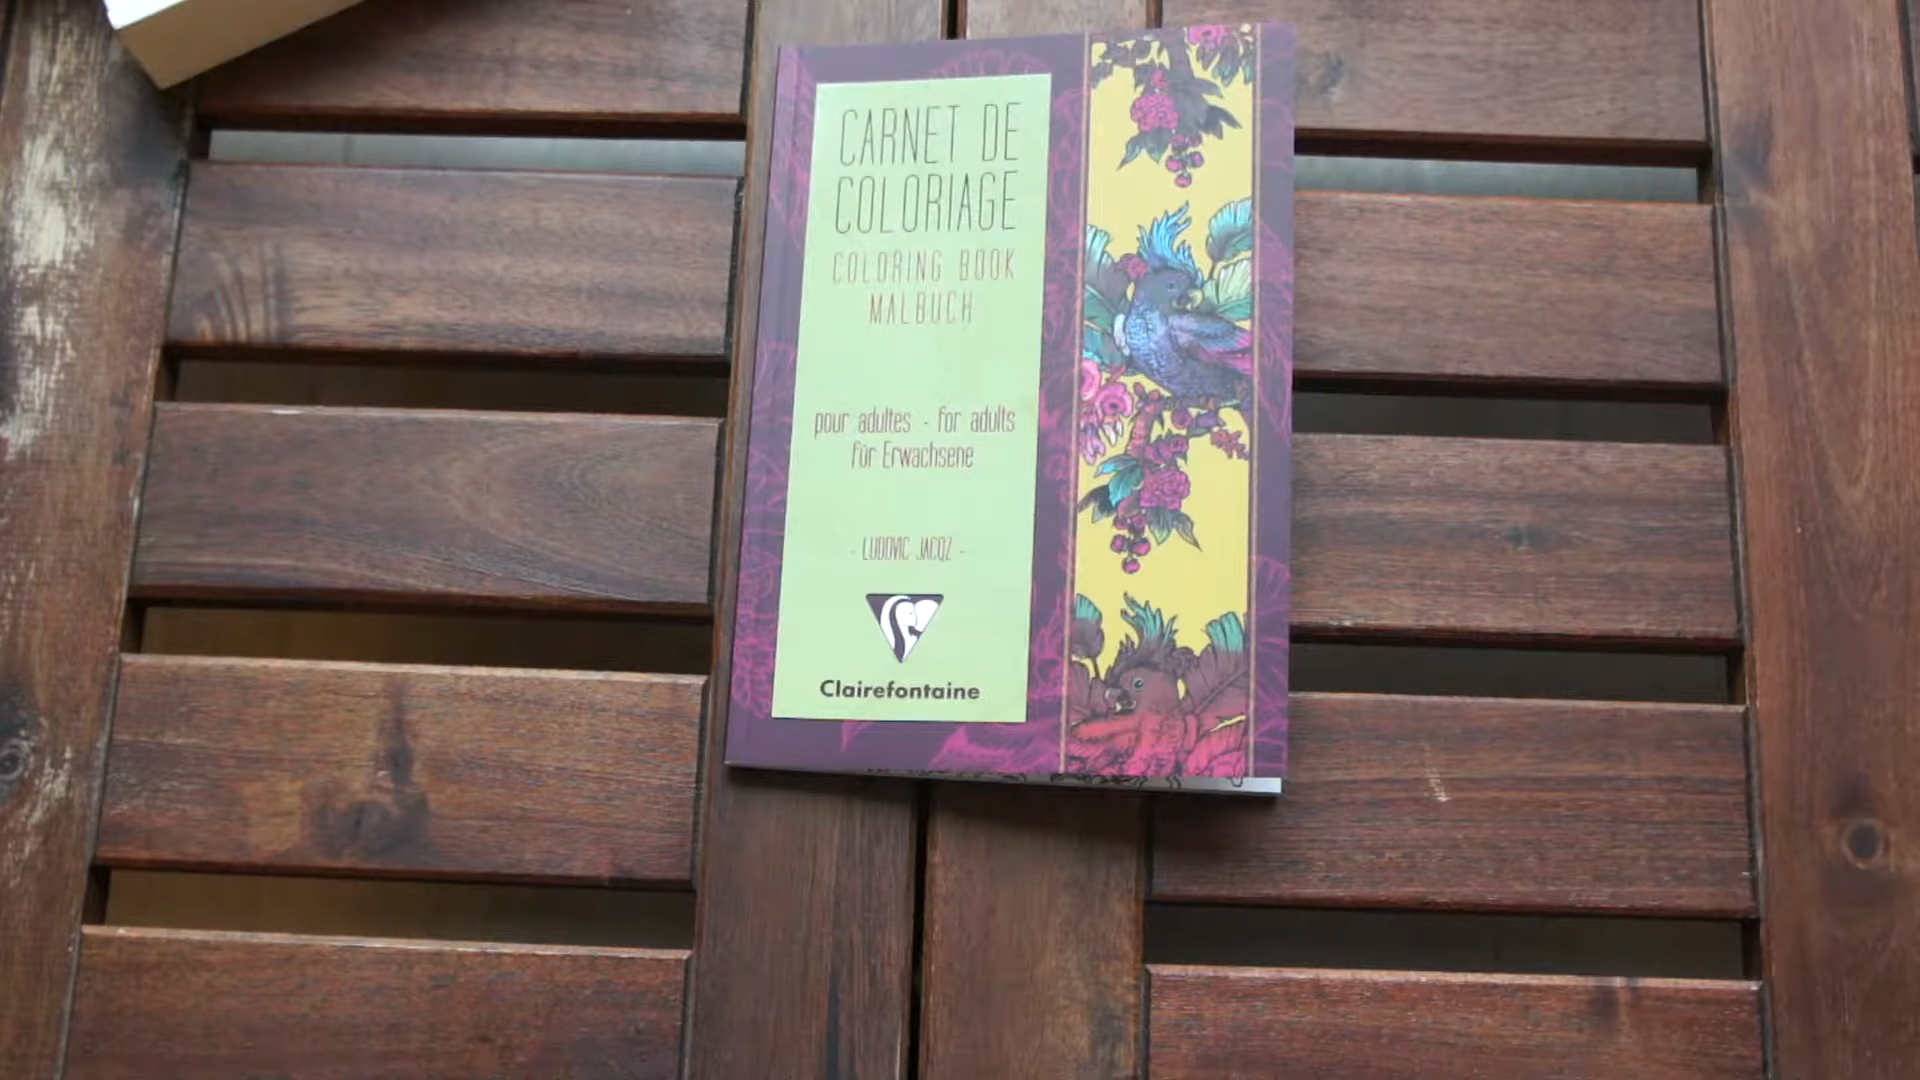 CARNET DE
COLORIAGE
COLORING BOOK
MALBUCH
pour adultes - for adults
für Erwachsene
- LUDOVIC JACQZ -
Clairefontaine